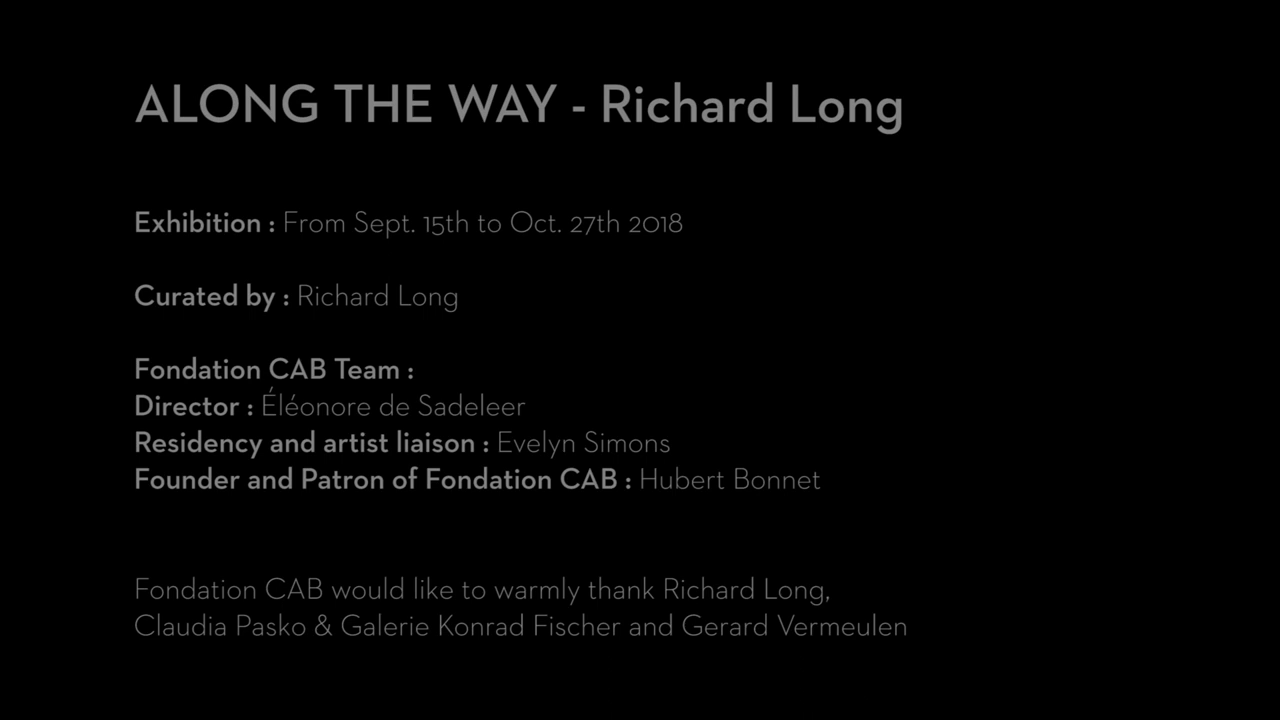 ALONG THE WAY - Richard Long
Exhibition : From Sept. 15th to Oct. 27th 2018
Curated by : Richard Long
Fondation CAB Team :
Director : Éléonore de Sadeleer
Residency and artist liaison : Evelyn Simons
Founder and Patron of Fondation CAB : Hubert Bonnet
Fondation CAB would like to warmly thank Richard Long,
Claudia Pasko & Galerie Konrad Fischer and Gerard Vermeulen